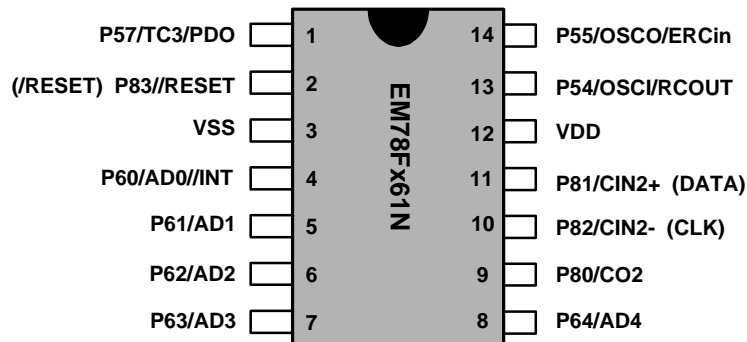 P57/TC3/PDO 1 14 P55/OSCO/ERCin
(/RESET) P83//RESET 2 13 P54/OSCI/RCOUT
VSS 3 12 VDD
P60/AD0//INT 4 11 P81/CIN2+ (DATA)
P61/AD1 5 10 P82/CIN2- (CLK)
P62/AD2 6 9 P80/CO2
P63/AD3 7 8 P64/AD4
EM78Fx61N